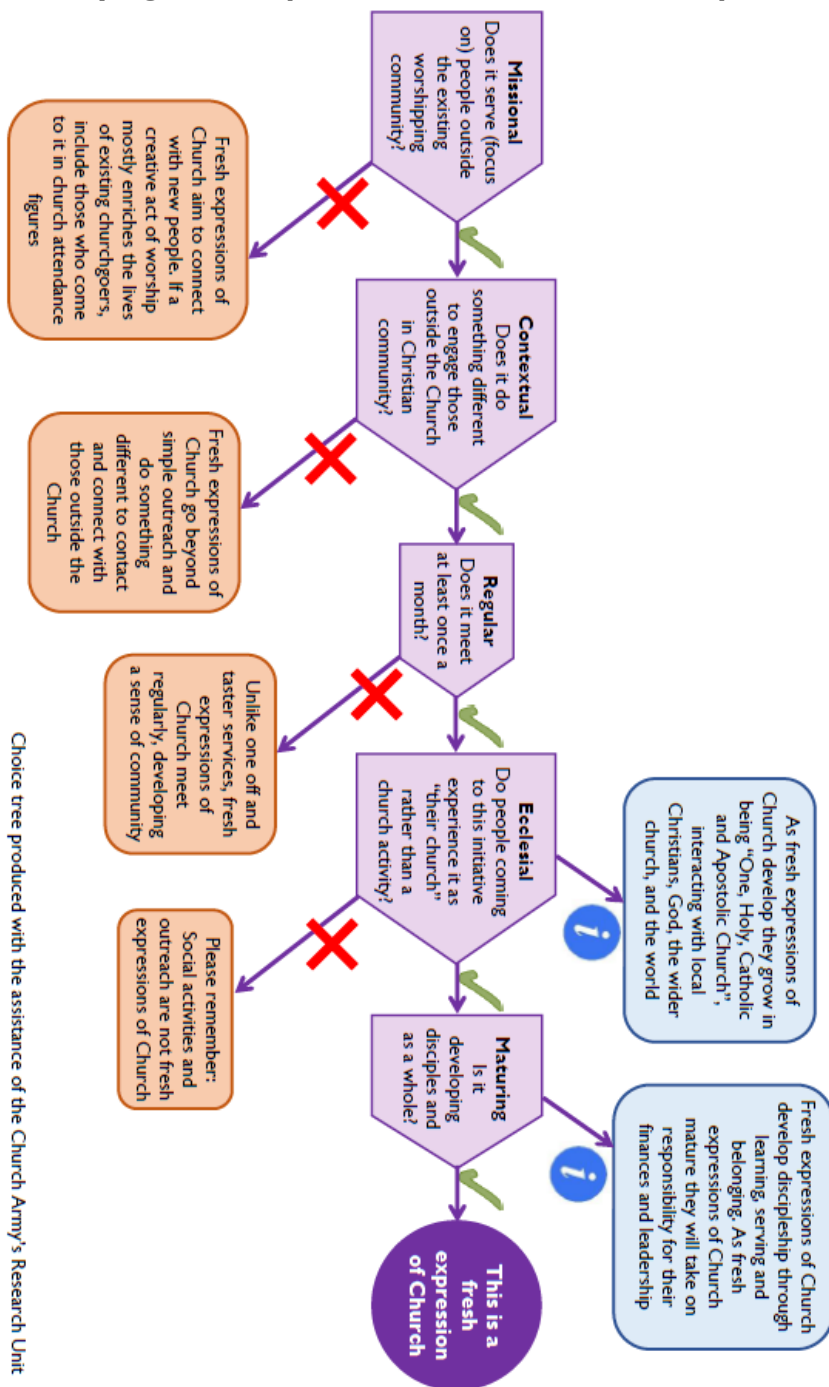 Missional
Does it serve (focus
on) people outside
the existing
worshipping
community?
Fresh expressions of
Church aim to connect
with new people. If a
creative act of worship
mostly enriches the lives
of existing churchgoers,
include those who come
to it in church attendance
figures
Contextual
Does it do
something different
to engage those
outside the Church
in Christian
community?
Fresh expressions of
Church go beyond
simple outreach and
do something
different to contact
and connect with
those outside the
Church
Regular
Does it meet
at least once a
month?
Unlike one off and
taster services, fresh
expressions of
Church meet
regularly, developing
a sense of community
As fresh expressions of
Church develop they grow in
being “One, Holy, Catholic
and Apostolic Church”,
interacting with local
Christians, God, the wider
church, and the world
i
Ecclesial
Do people coming
to this initiative
experience it as
“their church”
rather than a
church activity?
Please remember:
Social activities and
outreach are not fresh
expressions of Church
Fresh expressions of Church
develop discipleship through
learning, serving and
belonging. As fresh
expressions of Church
mature they will take on
responsibility for their
finances and leadership
i
Maturing
Is it
developing
disciples and
as a whole?
This is a
fresh
expression
of Church
Choice tree produced with the assistance of the Church Army’s Research Unit